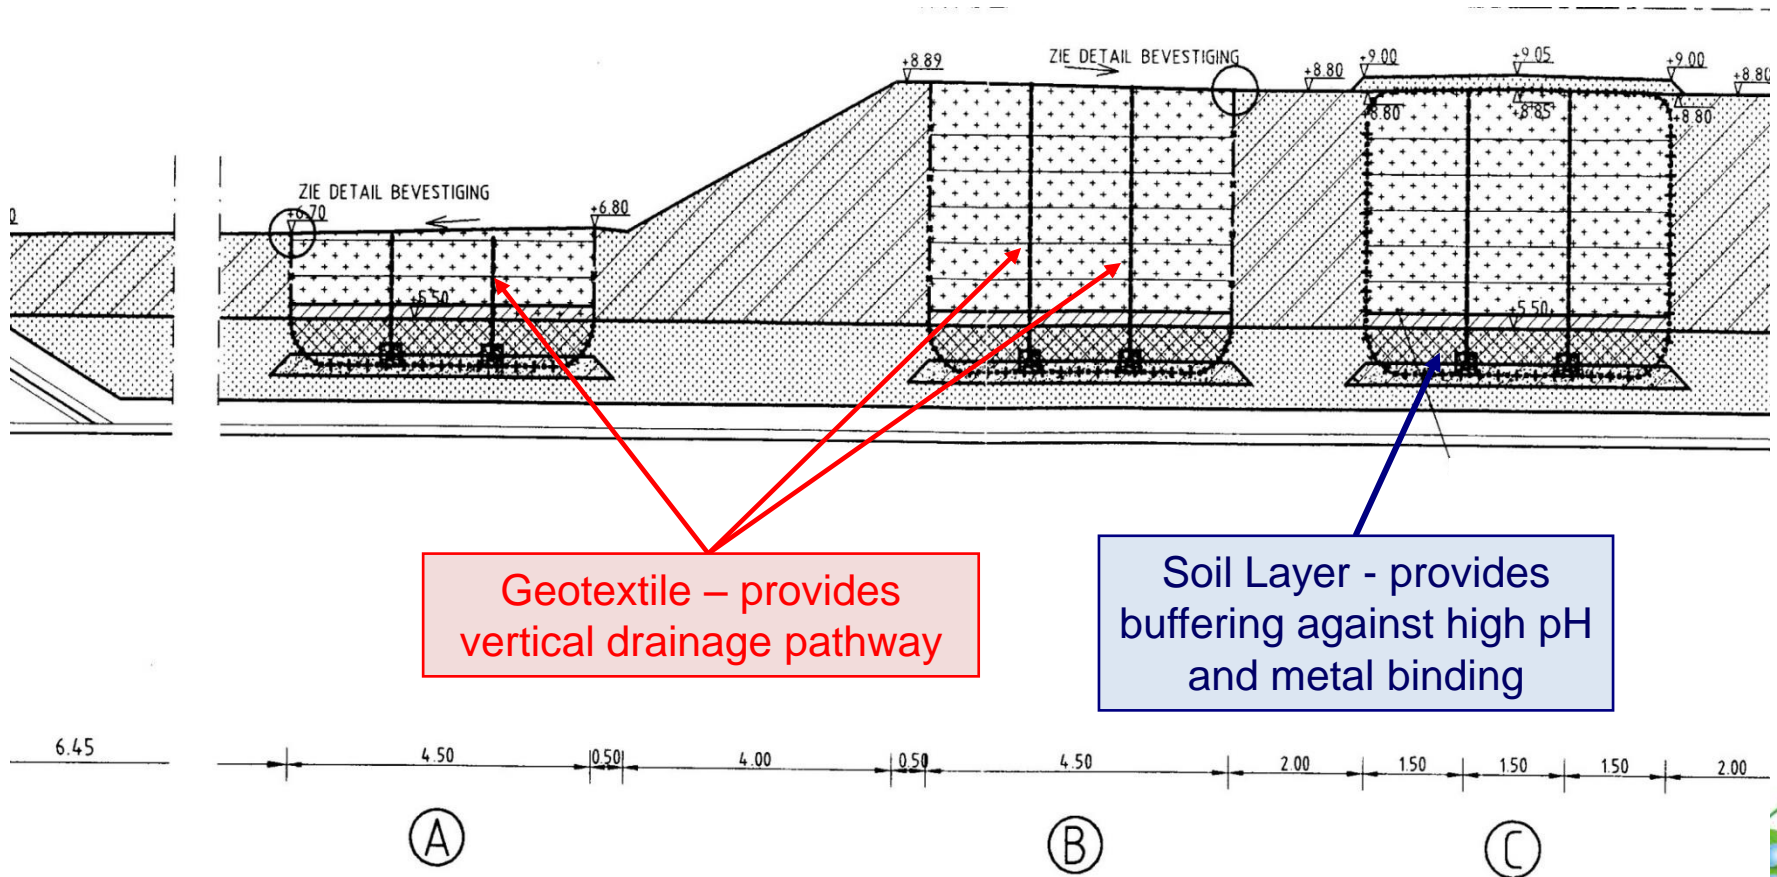 +8.89
ZIE DETAIL BEVESTIGING
+8.80
+9.00
+9.05
+9.00
+8.80
+8.80
+8.85
+8.80
ZIE DETAIL BEVESTIGING
+6.70
+6.80
0
+5.50
5.50
Geotextile – provides
vertical drainage pathway
Soil Layer - provides
buffering against high pH
and metal binding
6.45
4.50
0.50
4.00
0.50
4.50
2.00
1.50
1.50
1.50
2.00
A
B
C